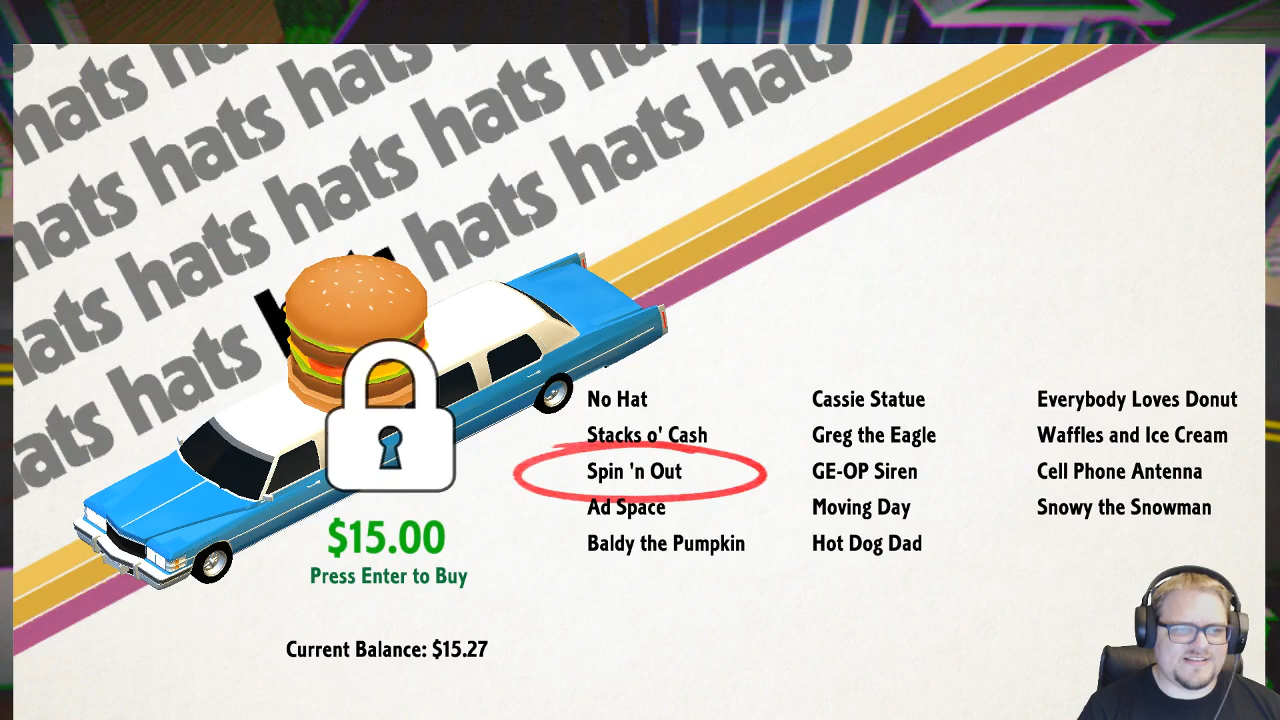 hats hats
hats hats hats
hats hats hats hats
hats hats hats hats hats
hats hats hats hats hats
No Hat
Stacks o' Cash
Spin 'n Out
Ad Space
Baldy the Pumpkin
Cassie Statue
Greg the Eagle
GE-OP Siren
Moving Day
Hot Dog Dad
Everybody Loves Donut
Waffles and Ice Cream
Cell Phone Antenna
Snowy the Snowman
$15.00
Press Enter to Buy
Current Balance: $15.27